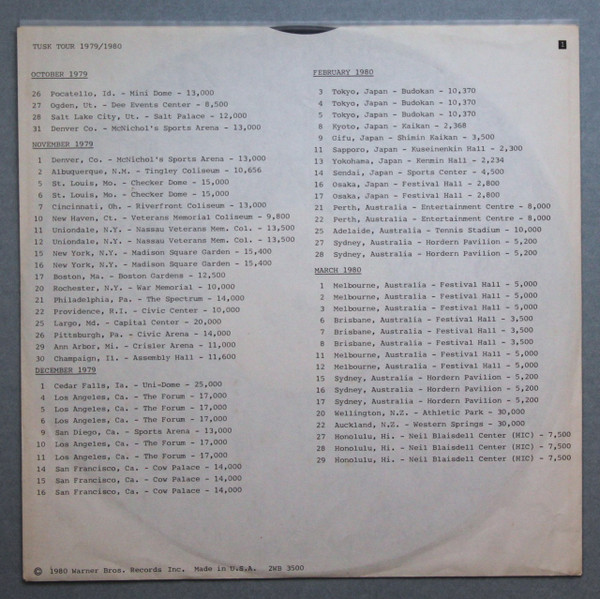 TUSK TOUR 1979/1980
1
OCTOBER 1979
26 Pocatello, Id. - Mini Dome - 13,000
27 Ogden, Ut. - Dee Events Center - 8,500
28 Salt Lake City, Ut. - Salt Palace - 12,000
31 Denver Co. - McNichol's Sports Arena - 13,000
NOVEMBER 1979
1 Denver, Co. - McNichol's Sports Arena - 13,000
2 Albuquerque, N.M. - Tingley Coliseum - 10,656
5 St. Louis, Mo. - Checker Dome - 15,000
6 St. Louis, Mo. - Checker Dome - 15,000
7 Cincinnati, Oh. - Riverfront Coliseum - 13,000
10 New Haven, Ct. - Veterans Memorial Coliseum - 9,800
11 Uniondale, N.Y. - Nassau Veterans Mem. Col. - 13,500
12 Uniondale, N.Y. - Nassau Veterans Mem. Col. - 13,500
15 New York, N.Y. - Madison Square Garden - 15,400
16 New York, N.Y. - Madison Square Garden - 15,400
17 Boston, Ma. - Boston Gardens - 12,500
20 Rochester, N.Y. - War Memorial - 10,000
21 Philadelphia, Pa. - The Spectrum - 14,000
22 Providence, R.I. - Civic Center - 10,000
25 Largo, Md. - Capital Center - 20,000
26 Pittsburgh, Pa. - Civic Arena - 14,000
29 Ann Arbor, Mi. - Crisler Arena - 11,000
30 Champaign, Il. - Assembly Hall - 11,600
DECEMBER 1979
1 Cedar Falls, Ia. - Uni-Dome - 25,000
4 Los Angeles, Ca. - The Forum - 17,000
5 Los Angeles, Ca. - The Forum - 17,000
6 Los Angeles, Ca. - The Forum - 17,000
9 San Diego, Ca. - Sports Arena - 13,000
10 Los Angeles, Ca. - The Forum - 17,000
11 Los Angeles, Ca. - The Forum - 17,000
14 San Francisco, Ca. - Cow Palace - 14,000
15 San Francisco, Ca. - Cow Palace - 14,000
16 San Francisco, Ca. - Cow Palace - 14,000
FEBRUARY 1980
3 Tokyo, Japan - Budokan - 10,370
4 Tokyo, Japan - Budokan - 10,370
5 Tokyo, Japan - Budokan - 10,370
8 Kyoto, Japan - Kaikan - 2,368
9 Gifu, Japan - Shimin Kaikan - 3,500
11 Sapporo, Japan - Kuseinenkin Hall - 2,300
13 Yokohama, Japan - Kenmin Hall - 2,234
14 Sendai, Japan - Sports Center - 4,500
16 Osaka, Japan - Festival Hall - 2,800
17 Osaka, Japan - Festival Hall - 2,800
21 Perth, Australia - Entertainment Centre - 8,000
22 Perth, Australia - Entertainment Centre - 8,000
25 Adelaide, Australia - Tennis Stadium - 10,000
27 Sydney, Australia - Hordern Pavilion - 5,200
28 Sydney, Australia - Hordern Pavilion - 5,200
MARCH 1980
1 Melbourne, Australia - Festival Hall - 5,000
2 Melbourne, Australia - Festival Hall - 5,000
3 Melbourne, Australia - Festival Hall - 5,000
6 Brisbane, Australia - Festival Hall - 3,500
7 Brisbane, Australia - Festival Hall - 3,500
8 Brisbane, Australia - Festival Hall - 3,500
11 Melbourne, Australia - Festival Hall - 5,000
12 Melbourne, Australia - Festival Hall - 5,000
15 Sydney, Australia - Hordern Pavilion - 5,200
16 Sydney, Australia - Hordern Pavilion - 5,200
17 Sydney, Australia - Hordern Pavilion - 5,200
20 Wellington, N.Z. - Athletic Park - 30,000
22 Auckland, N.Z. - Western Springs - 30,000
27 Honolulu, Hi. - Neil Blaisdell Center (HIC) - 7,500
28 Honolulu, Hi. - Neil Blaisdell Center (HIC) - 7,500
29 Honolulu, Hi. - Neil Blaisdell Center (HIC) - 7,500
© 1980 Warner Bros. Records Inc. Made in U.S.A. 2WB 3500